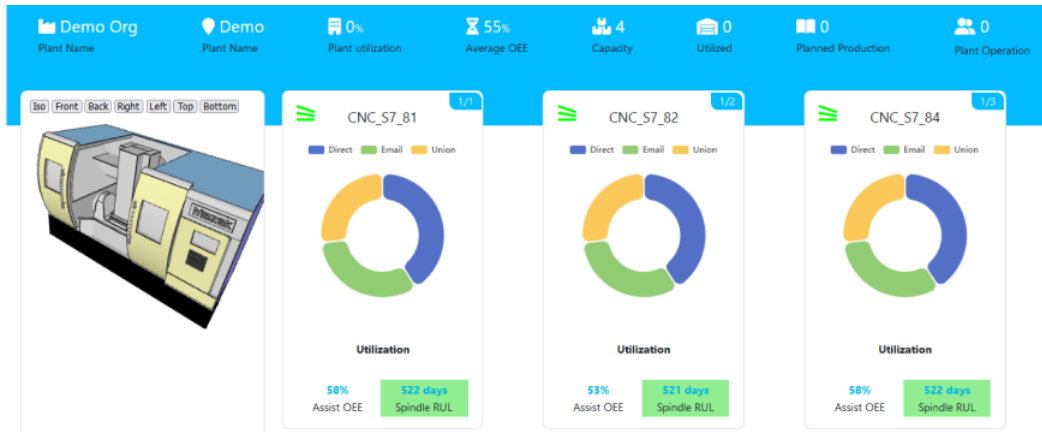 Demo Org
Plant Name
Demo
Plant Name
0%
Plant utilization
55%
Average OEE
4
Capacity
0
Utilized
0
Planned Production
0
Plant Operation
Iso Front Back Right Left Top Bottom
1/1
CNC_S7_81
Direct Email Union
Utilization
58%
Assist OEE
522 days
Spindle RUL
1/2
CNC_S7_82
Direct Email Union
Utilization
53%
Assist OEE
521 days
Spindle RUL
1/3
CNC_S7_84
Direct Email Union
Utilization
58%
Assist OEE
522 days
Spindle RUL